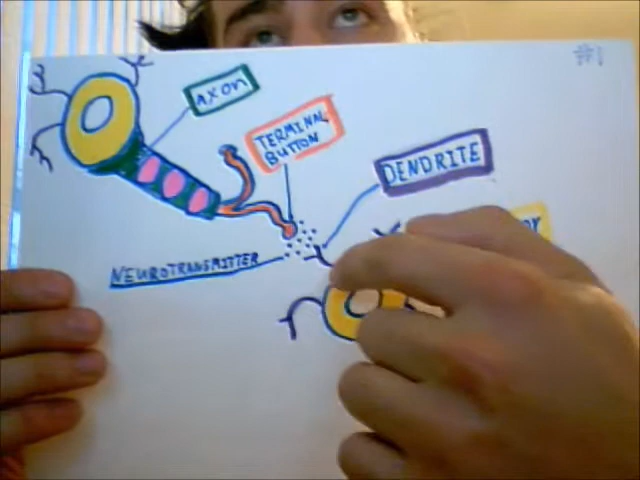 #1
AXON
TERMINAL
BUTTON
DENDRITE
NEUROTRANSMITTER